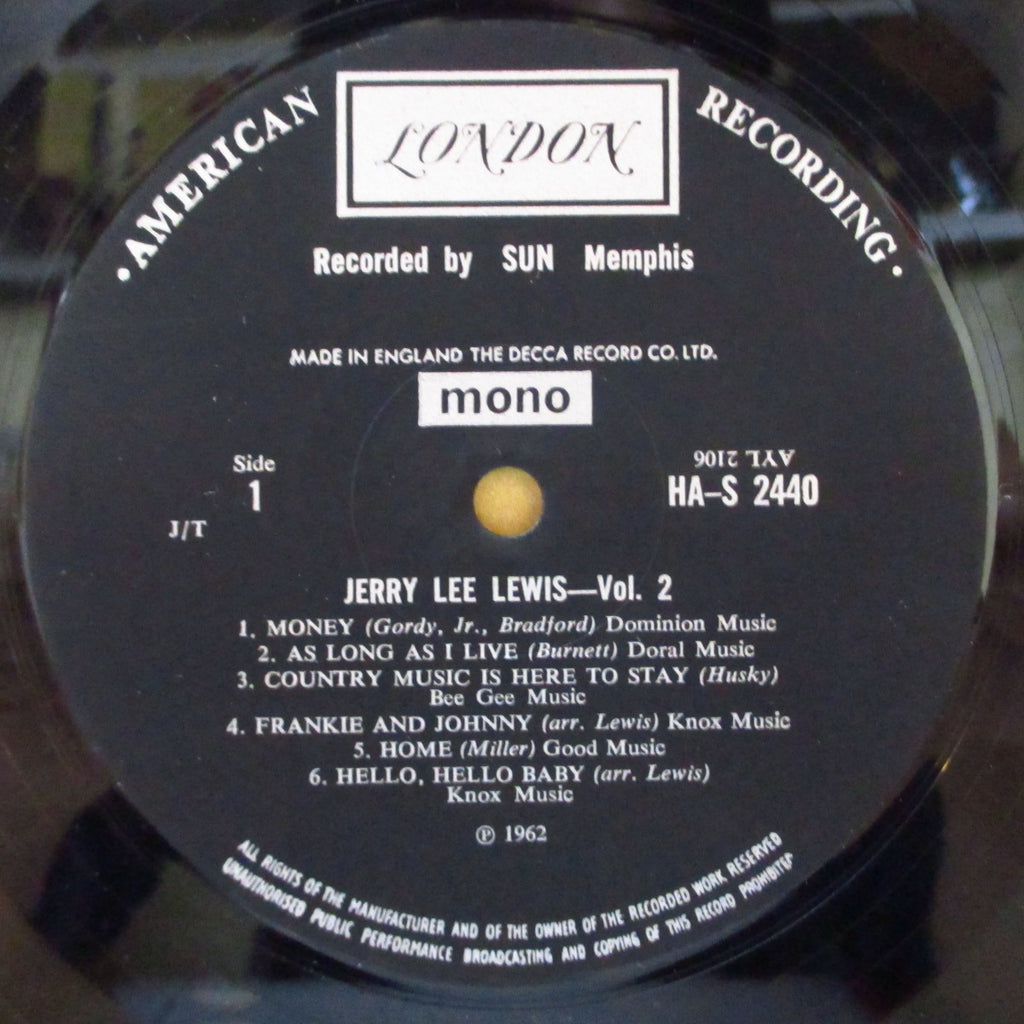 · AMERICAN RECORDING ·
LONDON
Recorded by SUN Memphis
MADE IN ENGLAND THE DECCA RECORD CO. LTD.
mono
Side
1
J/T
AYL 2106
HA–S 2440
JERRY LEE LEWIS—Vol. 2
1. MONEY (Gordy, Jr., Bradford) Dominion Music
2. AS LONG AS I LIVE (Burnett) Doral Music
3. COUNTRY MUSIC IS HERE TO STAY (Husky)
Bee Gee Music
4. FRANKIE AND JOHNNY (arr. Lewis) Knox Music
5. HOME (Miller) Good Music
6. HELLO, HELLO BABY (arr. Lewis)
Knox Music
℗ 1962
ALL RIGHTS OF THE MANUFACTURER AND OF THE OWNER OF THE RECORDED WORK RESERVED
UNAUTHORISED PUBLIC PERFORMANCE BROADCASTING AND COPYING OF THIS RECORD PROHIBITED